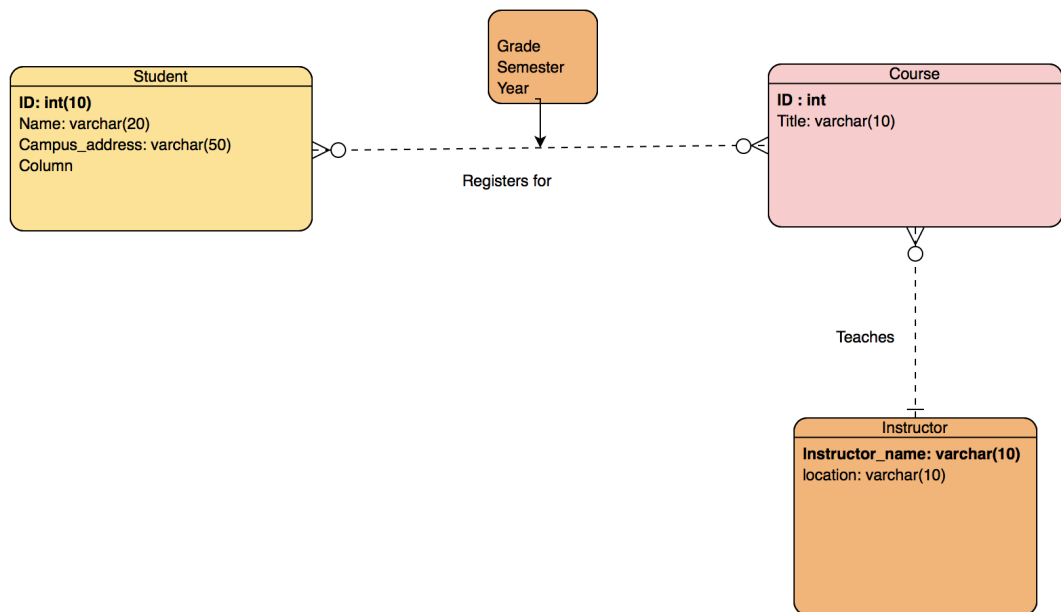 Student
ID: int(10)
Name: varchar(20)
Campus_address: varchar(50)
Column
Grade
Semester
Year
Registers for
Course
ID : int
Title: varchar(10)
Teaches
Instructor
Instructor_name: varchar(10)
location: varchar(10)